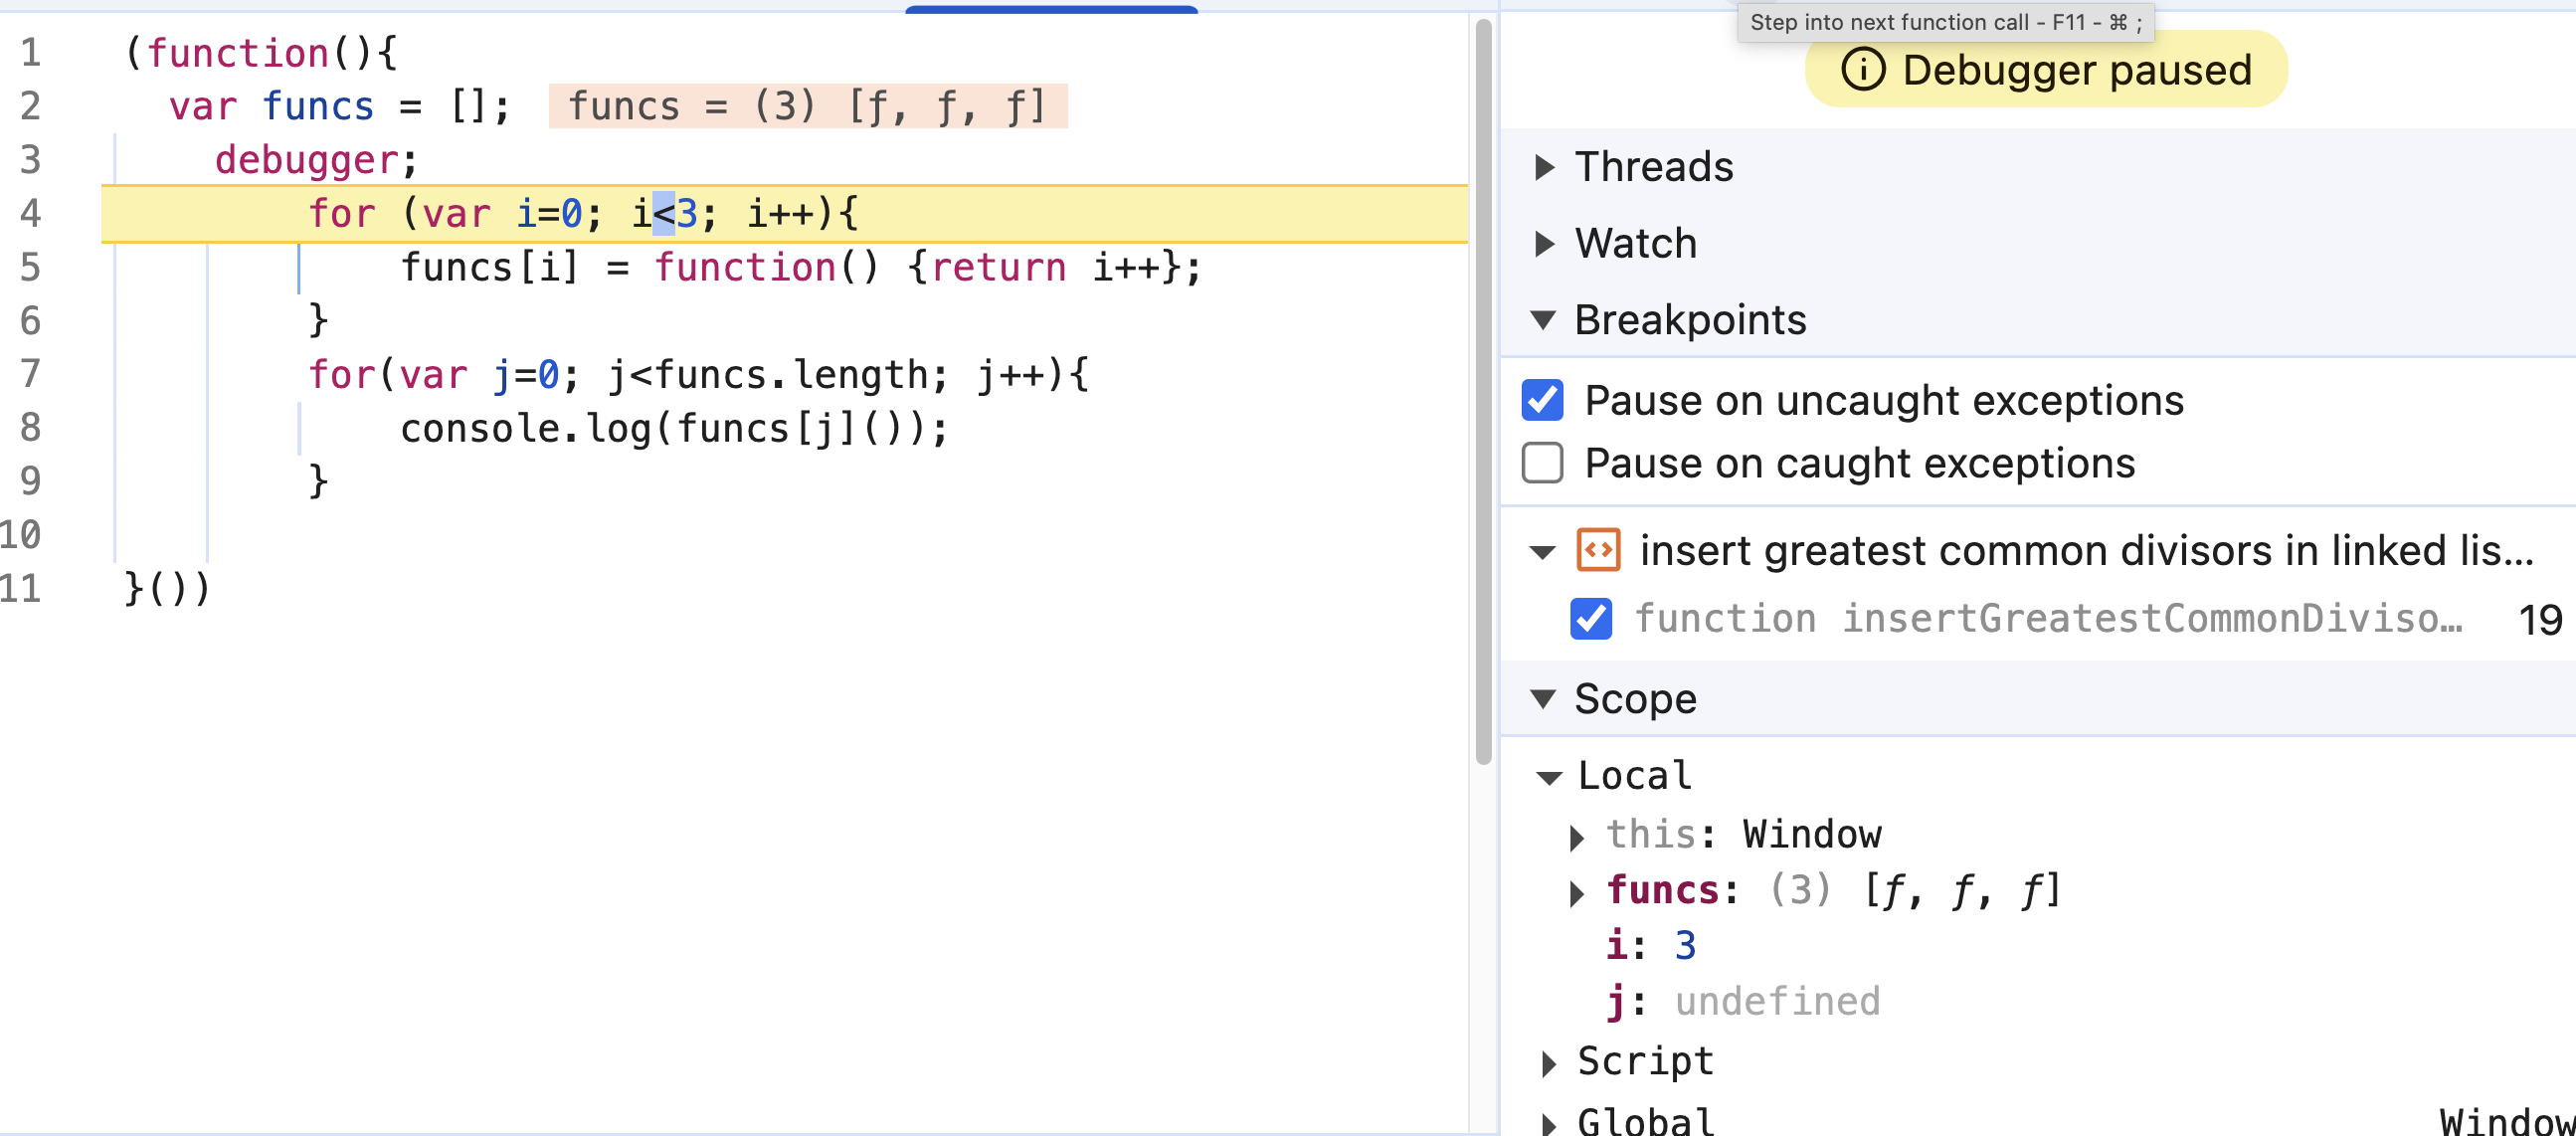 1 (function(){
2 var funcs = []; funcs = (3) [ƒ, ƒ, ƒ]
3 debugger;
4 for (var i=0; i<3; i++){
5 funcs[i] = function() {return i++};
6 }
7 for(var j=0; j<funcs.length; j++){
8 console.log(funcs[j]());
9 }
10
11 }())
Step into next function call - F11 - ⌘ ;
Debugger paused
Threads
Watch
Breakpoints
Pause on uncaught exceptions
Pause on caught exceptions
insert greatest common divisors in linked lis...
function insertGreatestCommonDiviso… 19
Scope
Local
this: Window
funcs: (3) [ƒ, ƒ, ƒ]
i: 3
j: undefined
Script
Global Window